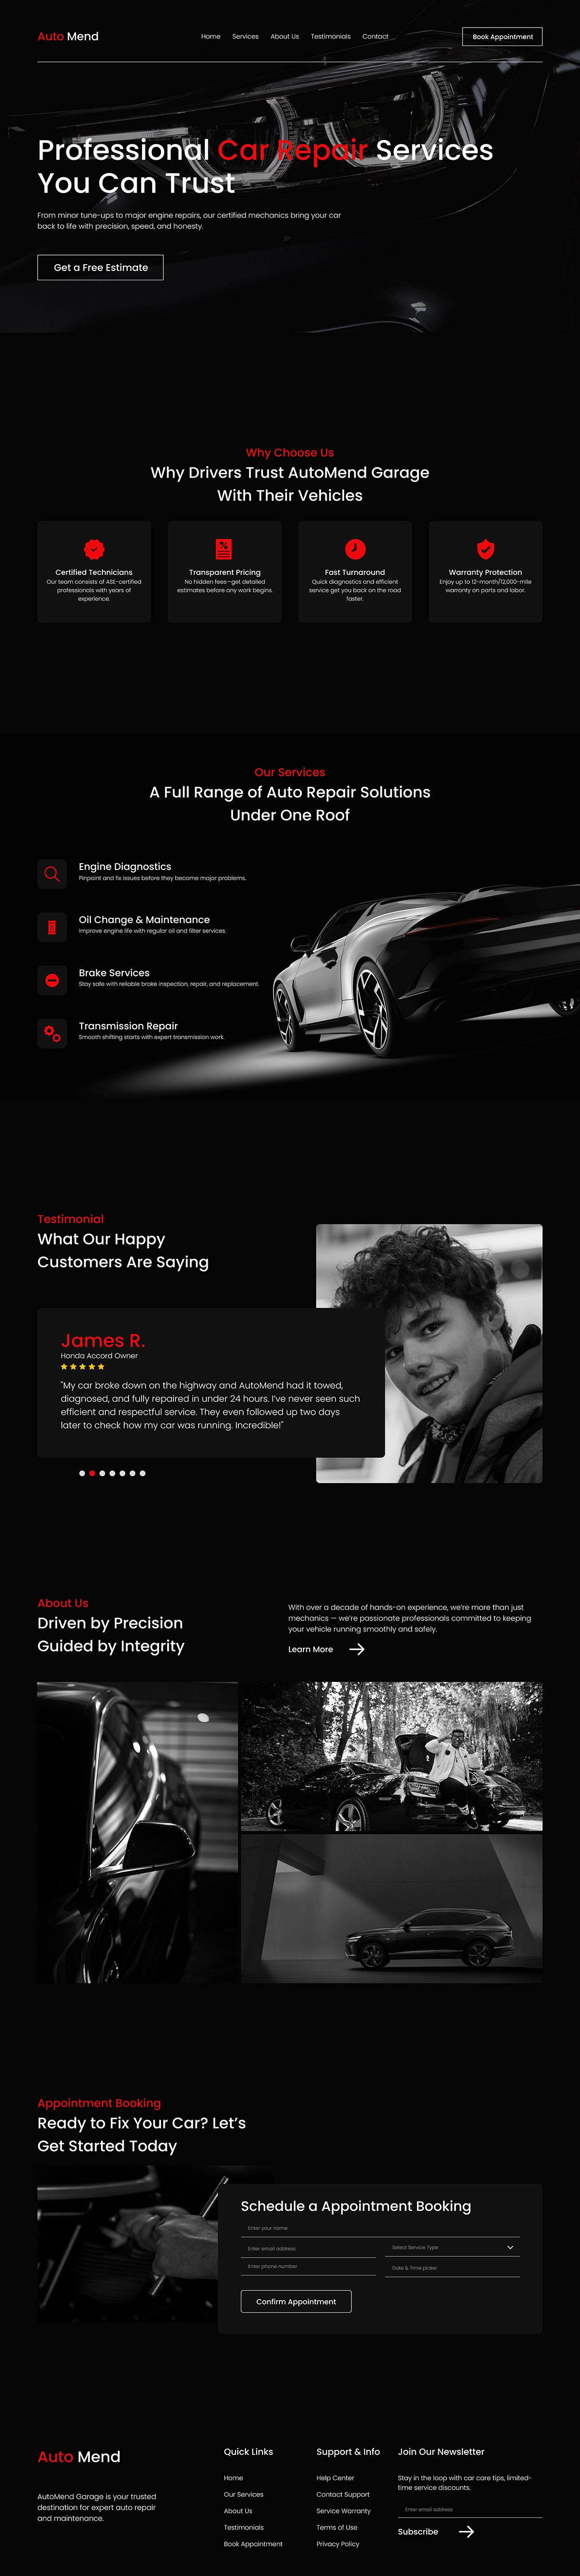 Auto Mend
Home
Services
About Us
Testimonials
Contact
Book Appointment
Professional Car Repair Services
You Can Trust
From minor tune-ups to major engine repairs, our certified mechanics bring your car
back to life with precision, speed, and honesty.
Get a Free Estimate
Why Choose Us
Why Drivers Trust AutoMend Garage
With Their Vehicles
Certified Technicians
Our team consists of ASE-certified
professionals with years of
experience.
Transparent Pricing
No hidden fees—get detailed
estimates before any work begins.
Fast Turnaround
Quick diagnostics and efficient
service get you back on the road
faster.
Warranty Protection
Enjoy up to 12-month/12,000-mile
warranty on parts and labor.
Our Services
A Full Range of Auto Repair Solutions
Under One Roof
Engine Diagnostics
Pinpoint and fix issues before they become major problems.
Oil Change & Maintenance
Improve engine life with regular oil and filter services.
Brake Services
Stay safe with reliable brake inspection, repair, and replacement.
Transmission Repair
Smooth shifting starts with expert transmission work.
Testimonial
What Our Happy
Customers Are Saying
James R.
Honda Accord Owner
"My car broke down on the highway and AutoMend had it towed,
diagnosed, and fully repaired in under 24 hours. I've never seen such
efficient and respectful service. They even followed up two days
later to check how my car was running. Incredible!"
About Us
Driven by Precision
Guided by Integrity
With over a decade of hands-on experience, we're more than just
mechanics — we're passionate professionals committed to keeping
your vehicle running smoothly and safely.
Learn More
Appointment Booking
Ready to Fix Your Car? Let's
Get Started Today
Schedule a Appointment Booking
Enter your name
Enter email address
Select Service Type
Enter phone number
Date & Time picker
Confirm Appointment
Auto Mend
AutoMend Garage is your trusted
destination for expert auto repair
and maintenance.
Quick Links
Home
Our Services
About Us
Testimonials
Book Appointment
Support & Info
Help Center
Contact Support
Service Warranty
Terms of Use
Privacy Policy
Join Our Newsletter
Stay in the loop with car care tips, limited-
time service discounts.
Enter email address
Subscribe